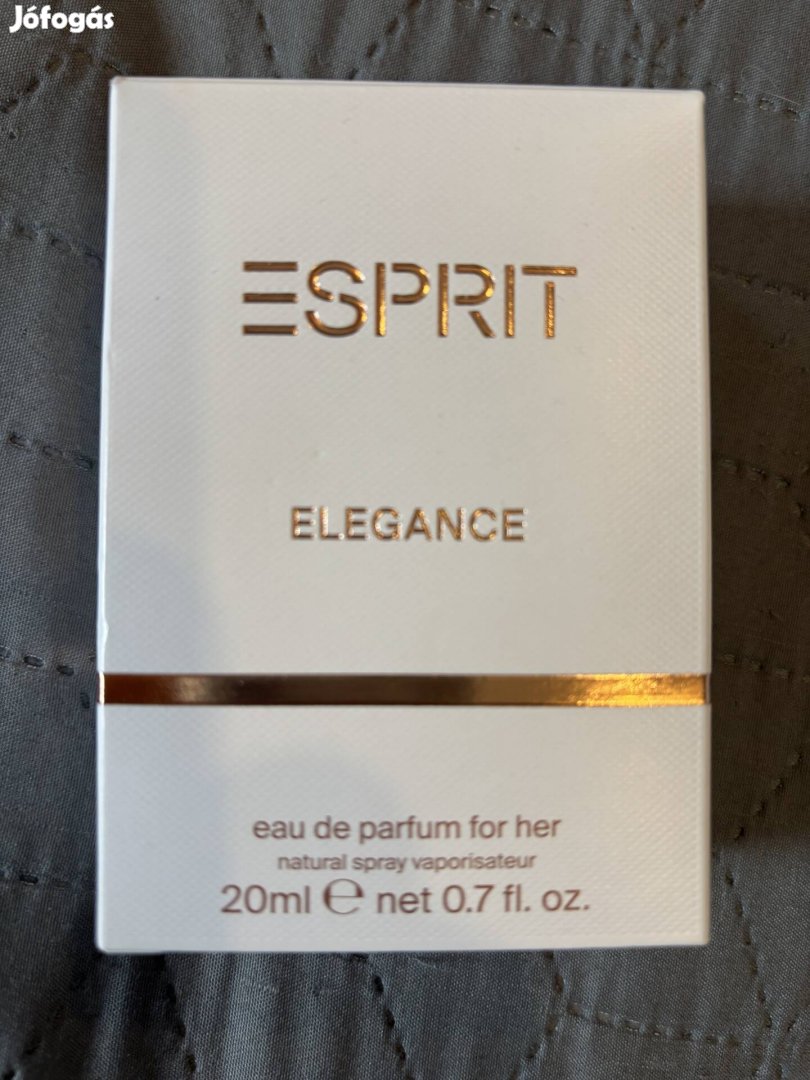 Jófogás
ESPRIT
ELEGANCE
eau de parfum for her
natural spray vaporisateur
20ml ℮ net 0.7 fl. oz.